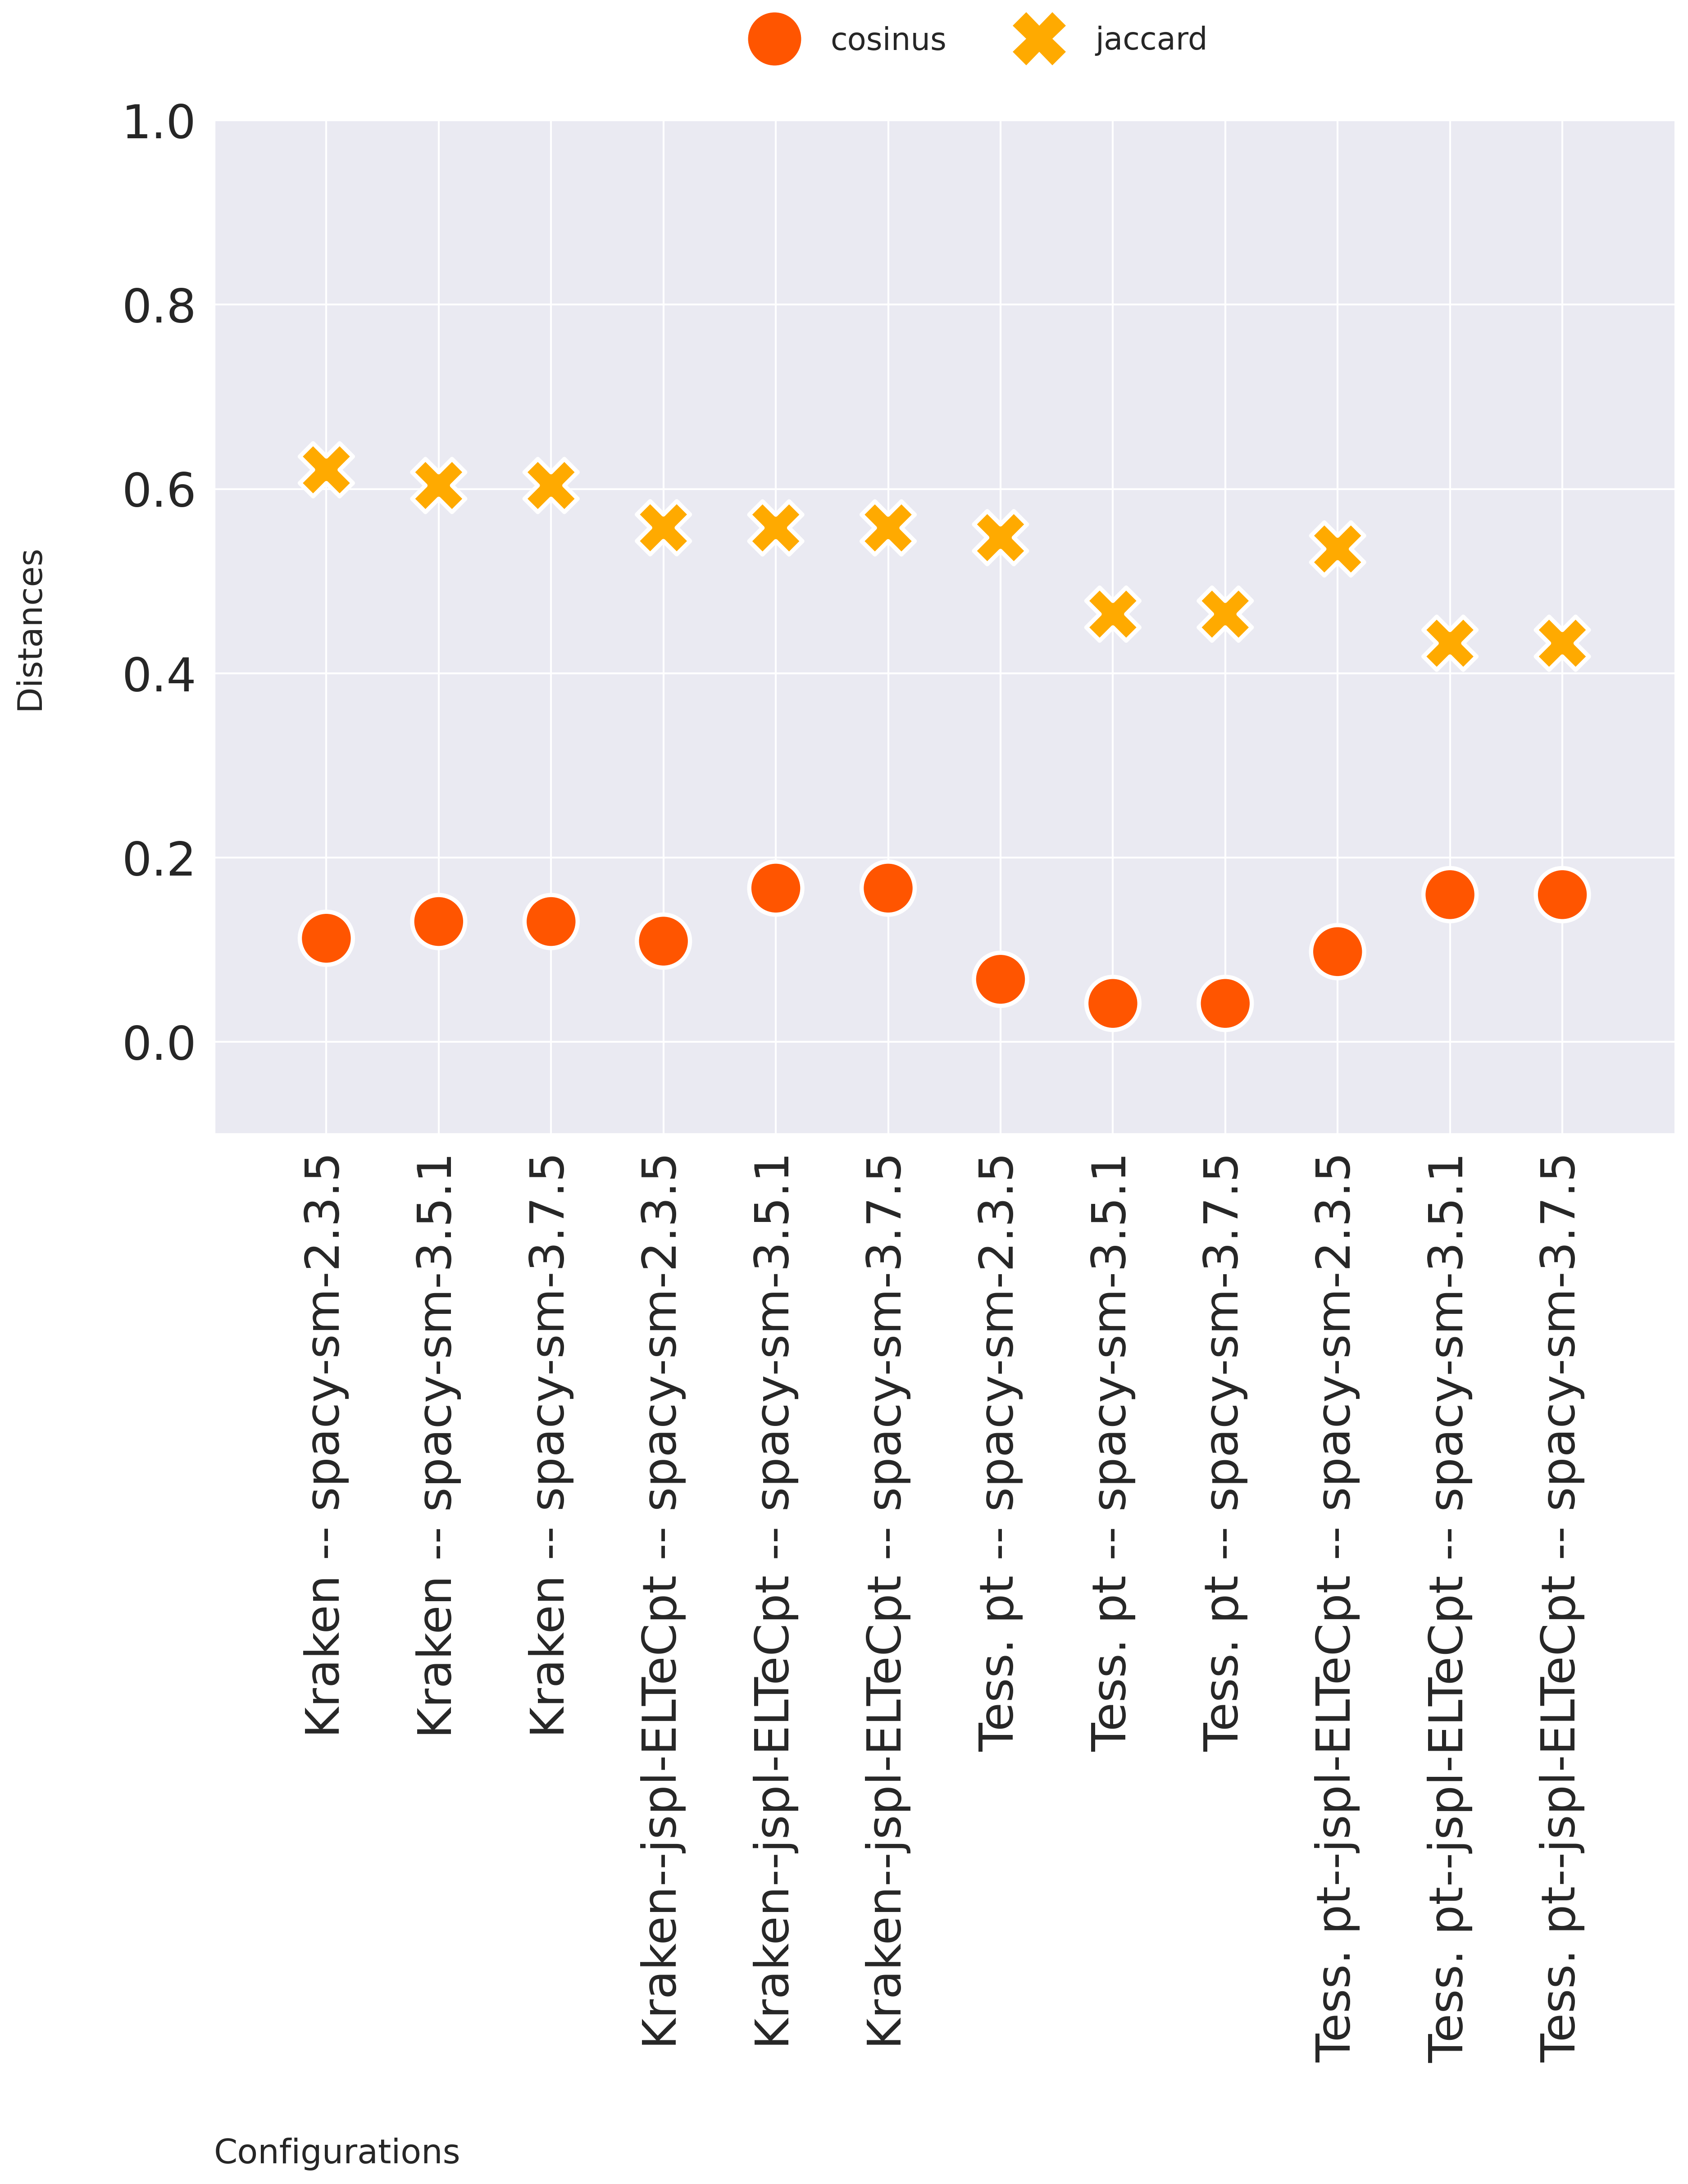 cosinus
jaccard
1.0
0.8
0.6
0.4
0.2
0.0
Distances
Kraken -- spacy-sm-2.3.5
Kraken -- spacy-sm-3.5.1
Kraken -- spacy-sm-3.7.5
Kraken--jspl-ELTeCpt -- spacy-sm-2.3.5
Kraken--jspl-ELTeCpt -- spacy-sm-3.5.1
Kraken--jspl-ELTeCpt -- spacy-sm-3.7.5
Tess. pt -- spacy-sm-2.3.5
Tess. pt -- spacy-sm-3.5.1
Tess. pt -- spacy-sm-3.7.5
Tess. pt--jspl-ELTeCpt -- spacy-sm-2.3.5
Tess. pt--jspl-ELTeCpt -- spacy-sm-3.5.1
Tess. pt--jspl-ELTeCpt -- spacy-sm-3.7.5
Configurations